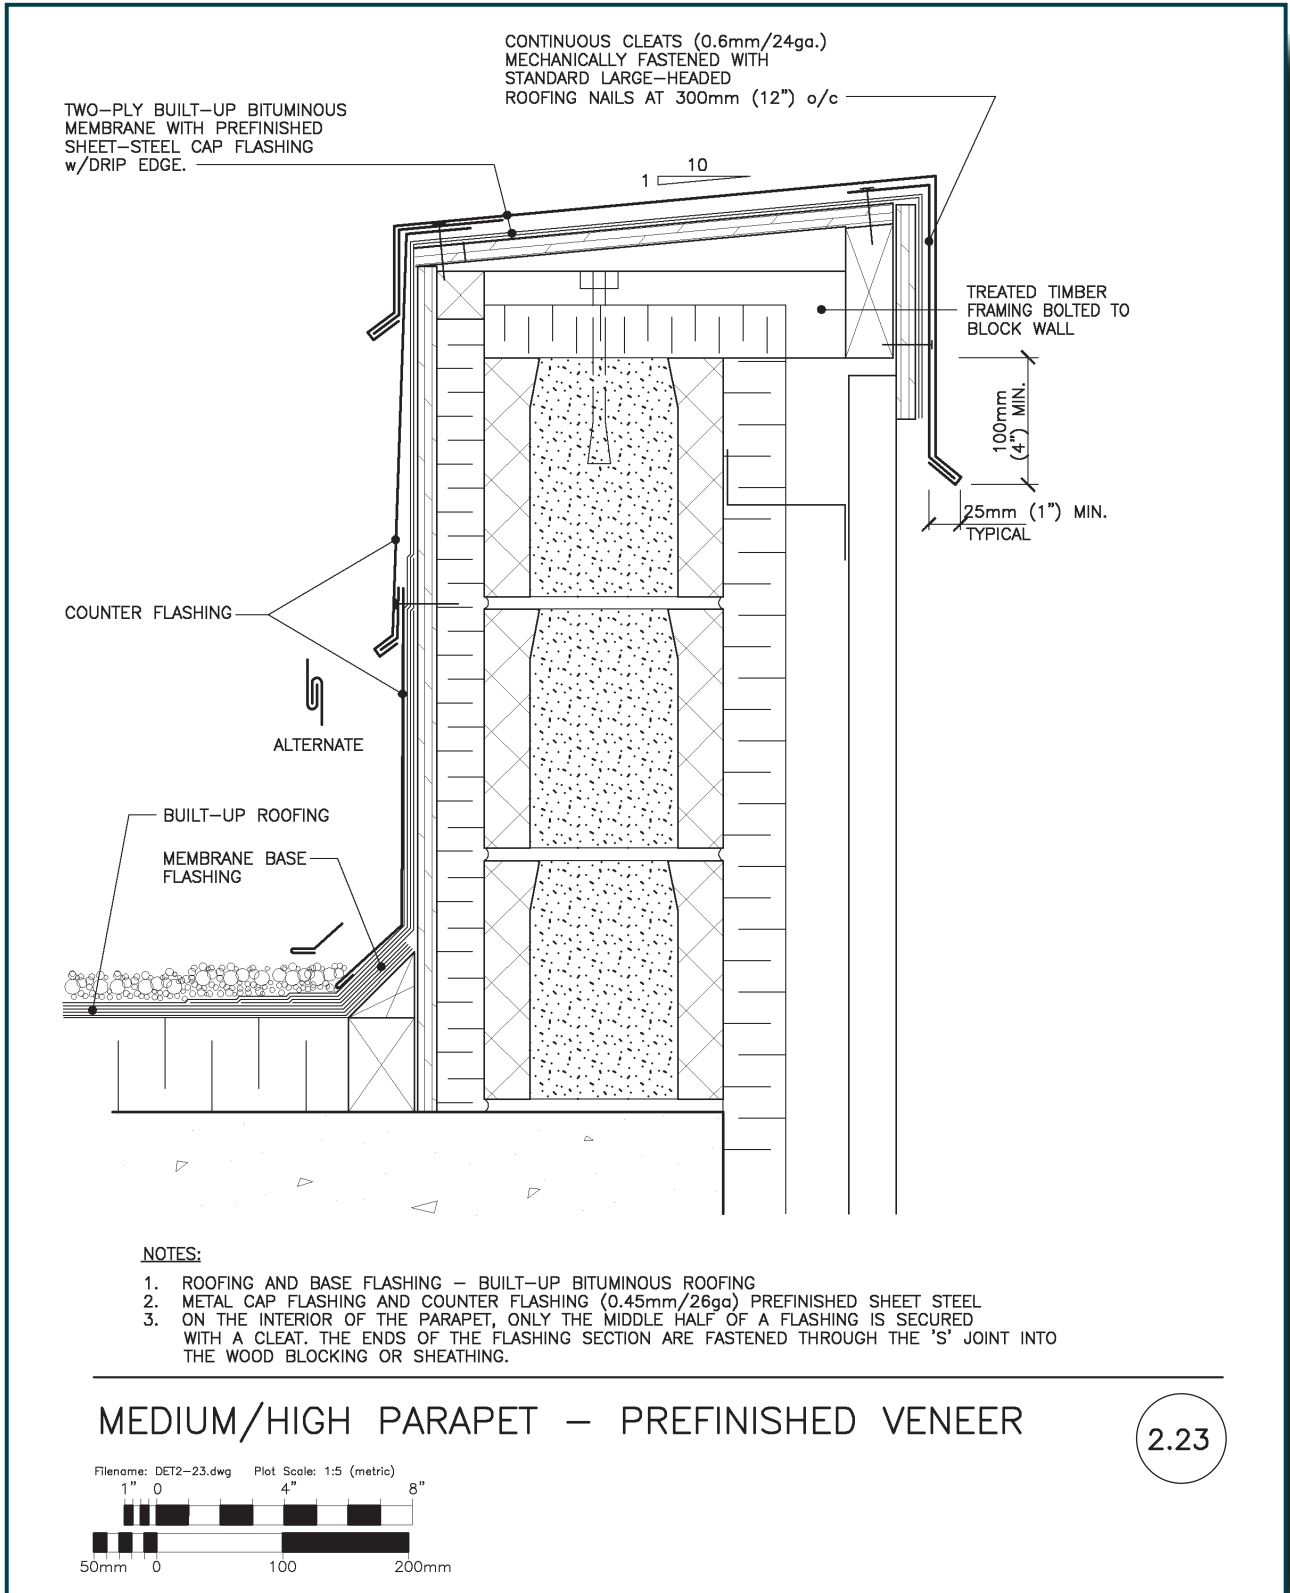 CONTINUOUS CLEATS (0.6mm/24ga.)
MECHANICALLY FASTENED WITH
STANDARD LARGE-HEADED
ROOFING NAILS AT 300mm (12") o/c
TWO-PLY BUILT-UP BITUMINOUS
MEMBRANE WITH PREFINISHED
SHEET-STEEL CAP FLASHING
w/DRIP EDGE.
10
1
TREATED TIMBER
FRAMING BOLTED TO
BLOCK WALL
100mm
(4") MIN.
25mm (1") MIN.
TYPICAL
COUNTER FLASHING
ALTERNATE
BUILT-UP ROOFING
MEMBRANE BASE
FLASHING
NOTES:
1. ROOFING AND BASE FLASHING - BUILT-UP BITUMINOUS ROOFING
2. METAL CAP FLASHING AND COUNTER FLASHING (0.45mm/26ga) PREFINISHED SHEET STEEL
3. ON THE INTERIOR OF THE PARAPET, ONLY THE MIDDLE HALF OF A FLASHING IS SECURED
WITH A CLEAT. THE ENDS OF THE FLASHING SECTION ARE FASTENED THROUGH THE 'S' JOINT INTO
THE WOOD BLOCKING OR SHEATHING.
MEDIUM/HIGH PARAPET - PREFINISHED VENEER
2.23
Filename: DET2-23.dwg Plot Scale: 1:5 (metric)
1" 0 4" 8"
50mm 0 100 200mm